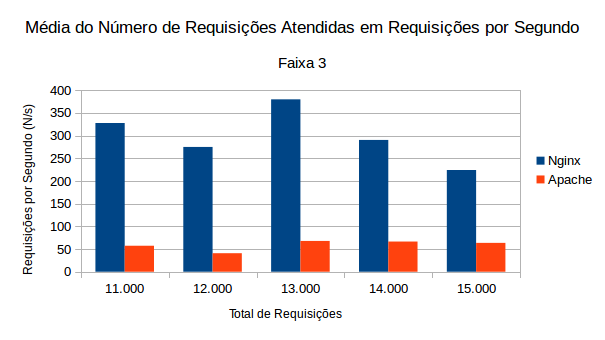 Média do Número de Requisições Atendidas em Requisições por Segundo
Faixa 3
Requisições por Segundo (N/s)
400
350
300
250
200
150
100
50
0
11.000 12.000 13.000 14.000 15.000
Total de Requisições
Nginx
Apache